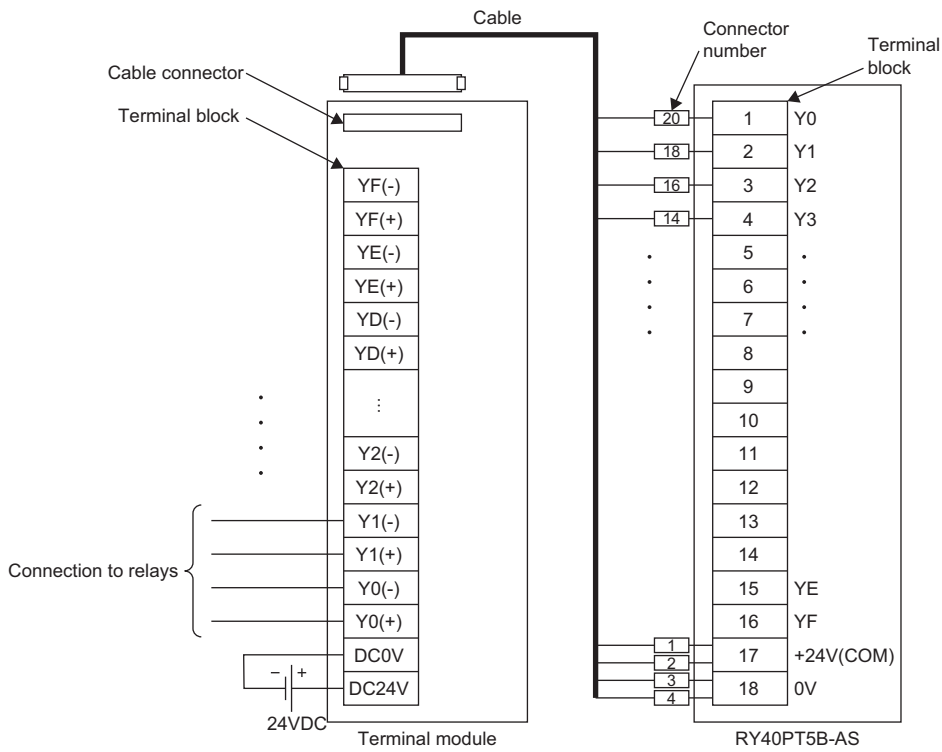 Cable
Connector
number
Terminal
block
Cable connector
Terminal block
YF(-)
YF(+)
YE(-)
YE(+)
YD(-)
YD(+)
⋮
Y2(-)
Y2(+)
Y1(-)
Y1(+)
Y0(-)
Y0(+)
DC0V
DC24V
Connection to relays
− +
24VDC
Terminal module
20 1 Y0
18 2 Y1
16 3 Y2
14 4 Y3
5
6
7
8
9
10
11
12
13
14
15 YE
16 YF
1
2
17 +24V(COM)
3
4
18 0V
RY40PT5B-AS